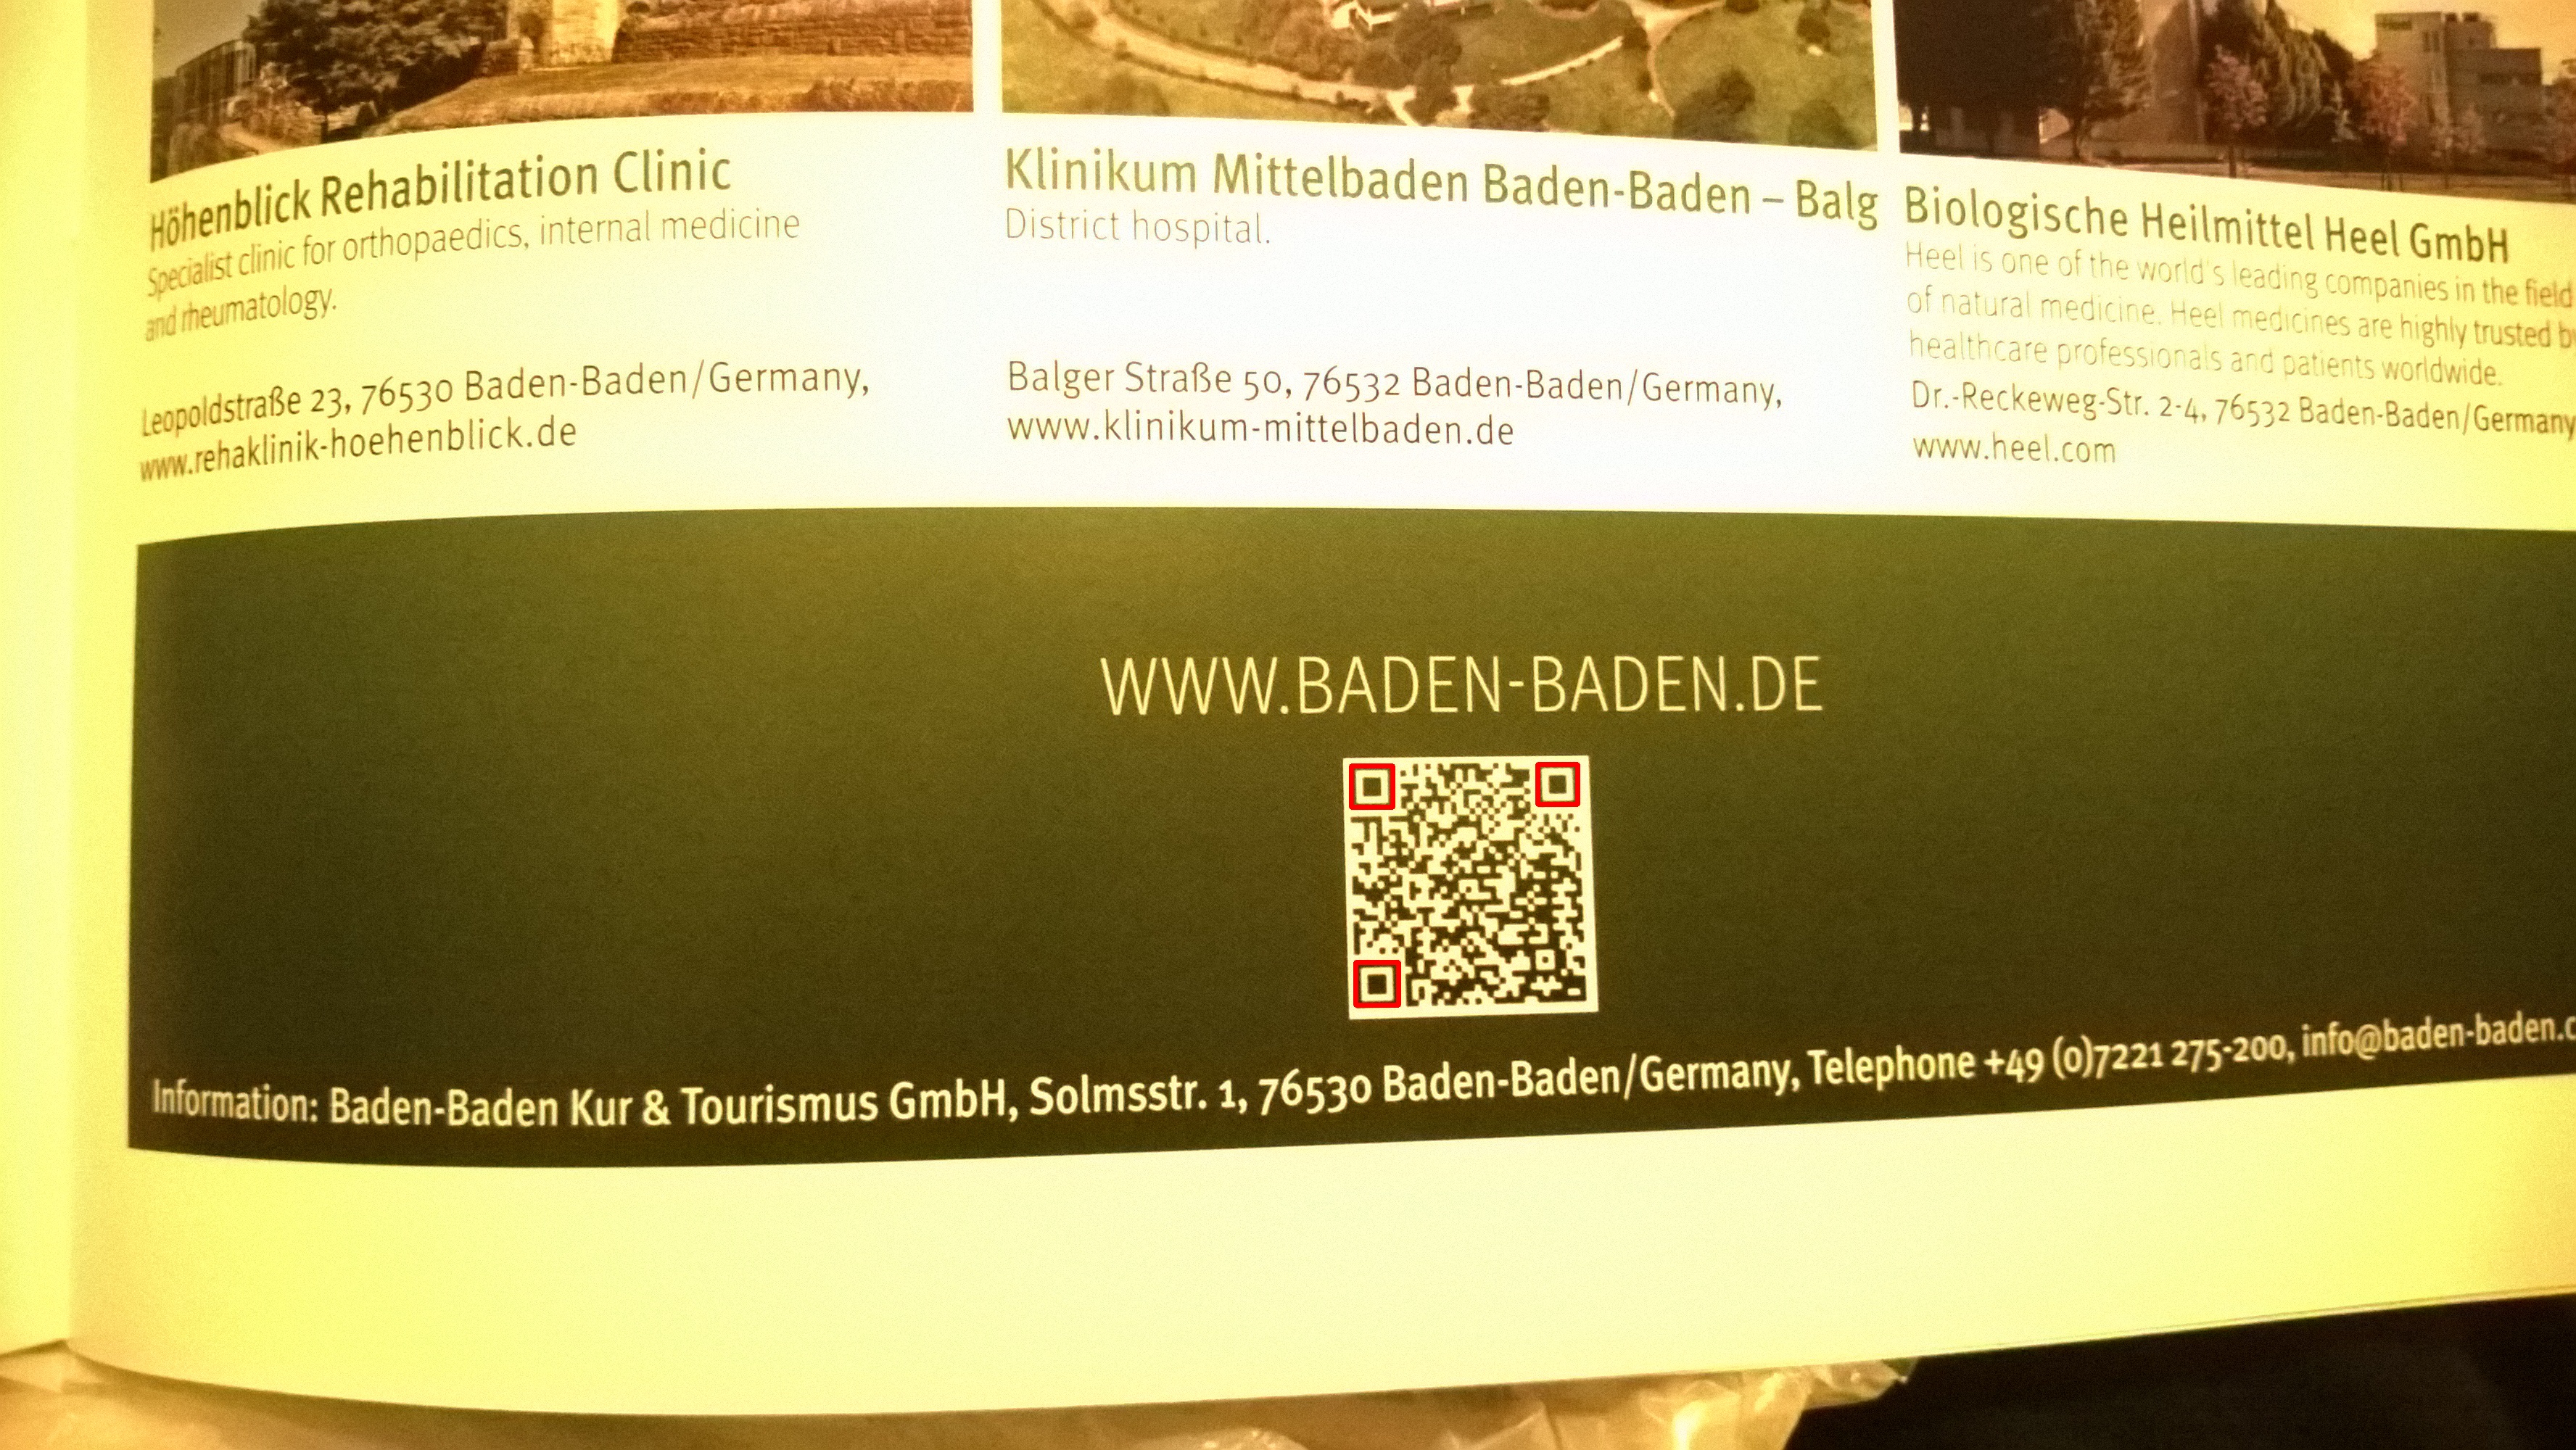 Höhenblick Rehabilitation Clinic
Specialist clinic for orthopaedics, internal medicine
and rheumatology.
Leopoldstraße 23, 76530 Baden-Baden/Germany,
www.rehaklinik-hoehenblick.de
Klinikum Mittelbaden Baden-Baden – Balg
District hospital.
Balger Straße 50, 76532 Baden-Baden/Germany,
www.klinikum-mittelbaden.de
Biologische Heilmittel Heel GmbH
Heel is one of the world's leading companies in the field
of natural medicine. Heel medicines are highly trusted
healthcare professionals and patients worldwide.
Dr.-Reckeweg-Str. 2-4, 76532 Baden-Baden/Germany
www.heel.com
WWW.BADEN-BADEN.DE
Information: Baden-Baden Kur & Tourismus GmbH, Solmsstr. 1, 76530 Baden-Baden/Germany, Telephone +49 (0)7221 275-200, info@baden-baden.c